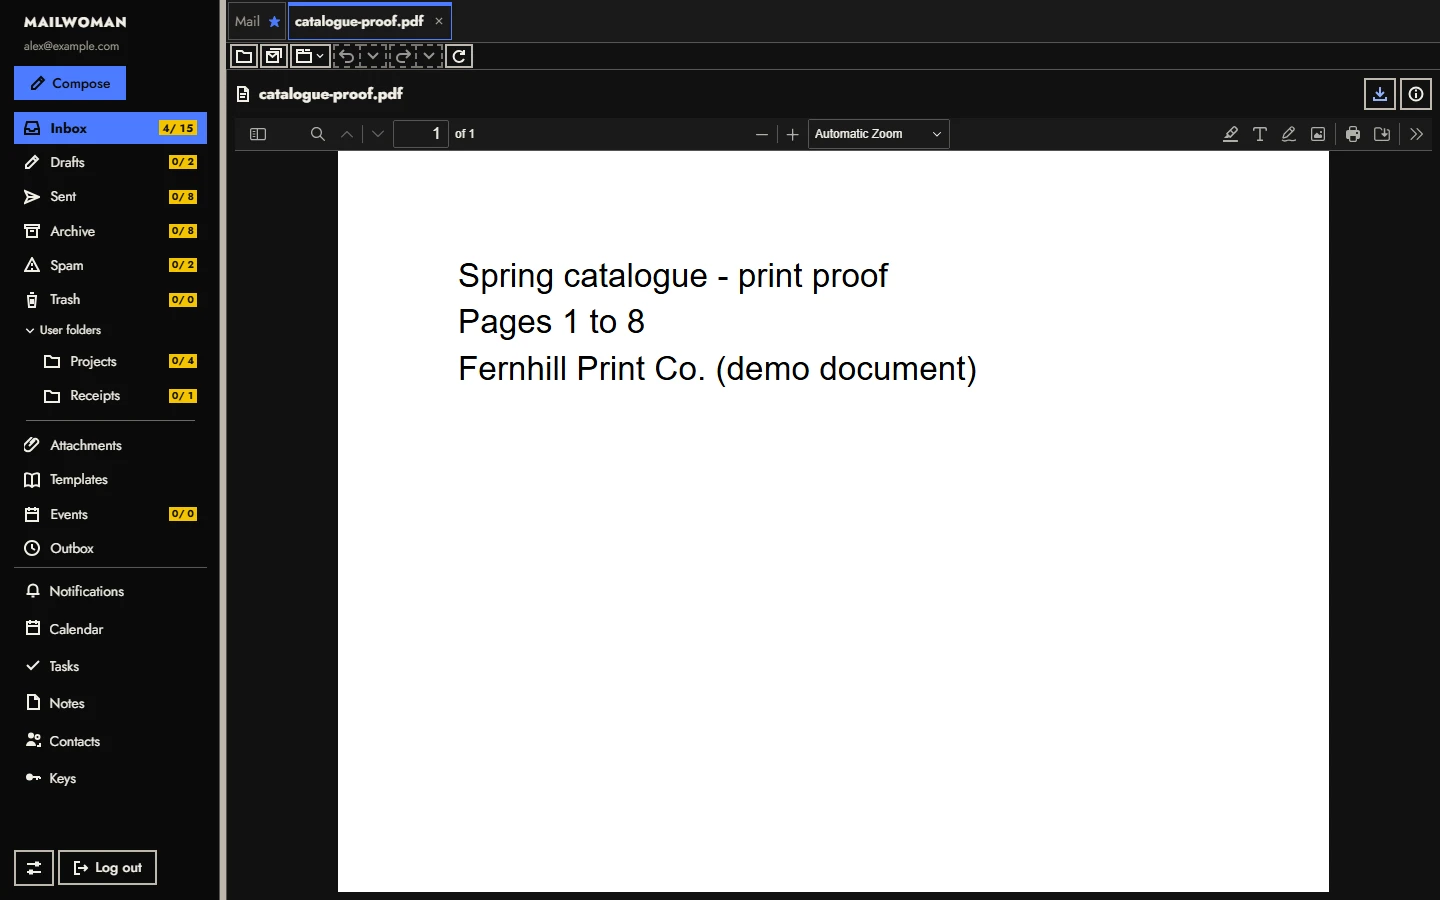 MAILWOMAN
alex@example.com
Compose
Inbox 4/15
Drafts 0/2
Sent 0/8
Archive 0/8
Spam 0/2
Trash 0/0
User folders
Projects 0/4
Receipts 0/1
Attachments
Templates
Events 0/0
Outbox
Notifications
Calendar
Tasks
Notes
Contacts
Keys
Log out
Mail
catalogue-proof.pdf
catalogue-proof.pdf
1 of 1
Automatic Zoom
Spring catalogue - print proof
Pages 1 to 8
Fernhill Print Co. (demo document)